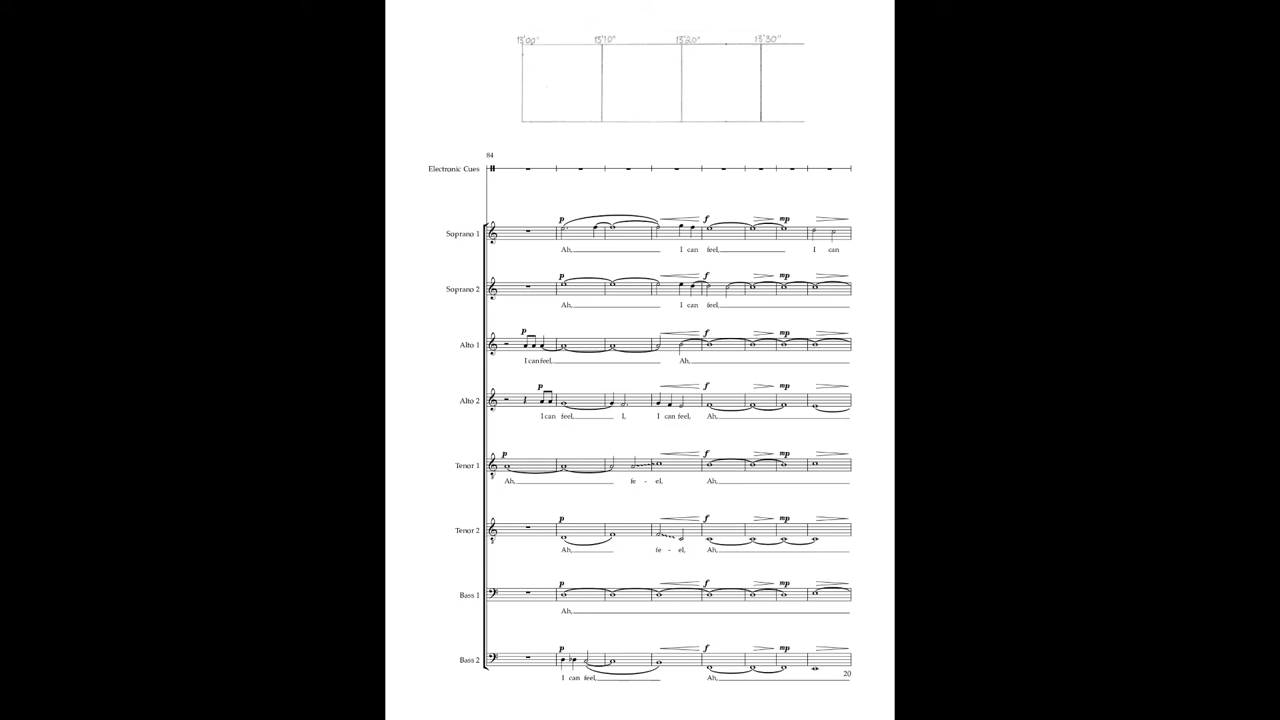 13'00" 13'10" 13'20" 13'30"
84
Electronic Cues
p f mp
Soprano 1
Ah, I can feel, I can
p f mp
Soprano 2
Ah, I can feel,
p f mp
Alto 1
I can feel, Ah,
p f mp
Alto 2
I can feel, I, I can feel, Ah,
p f mp
Tenor 1
Ah, fe - el, Ah,
p f mp
Tenor 2
Ah, fe - el, Ah,
p f mp
Bass 1
Ah,
p f mp
Bass 2
20
I can feel, Ah,